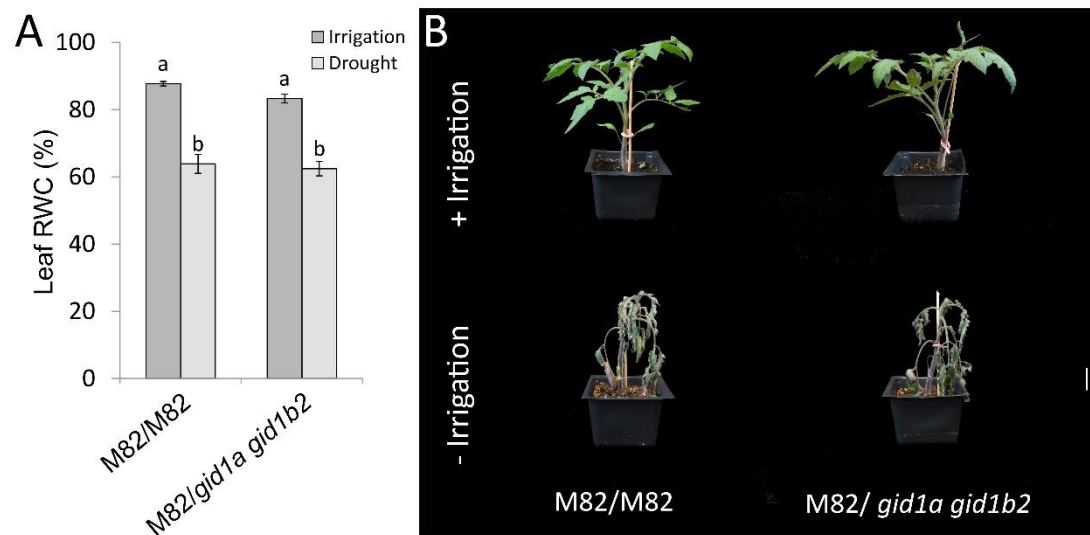 A
Leaf RWC (%)
100
80
60
40
20
0
Irrigation
Drought
a
b
a
b
M82/M82
M82/gid1a gid1b2
B
+ Irrigation
- Irrigation
M82/M82
M82/ gid1a gid1b2